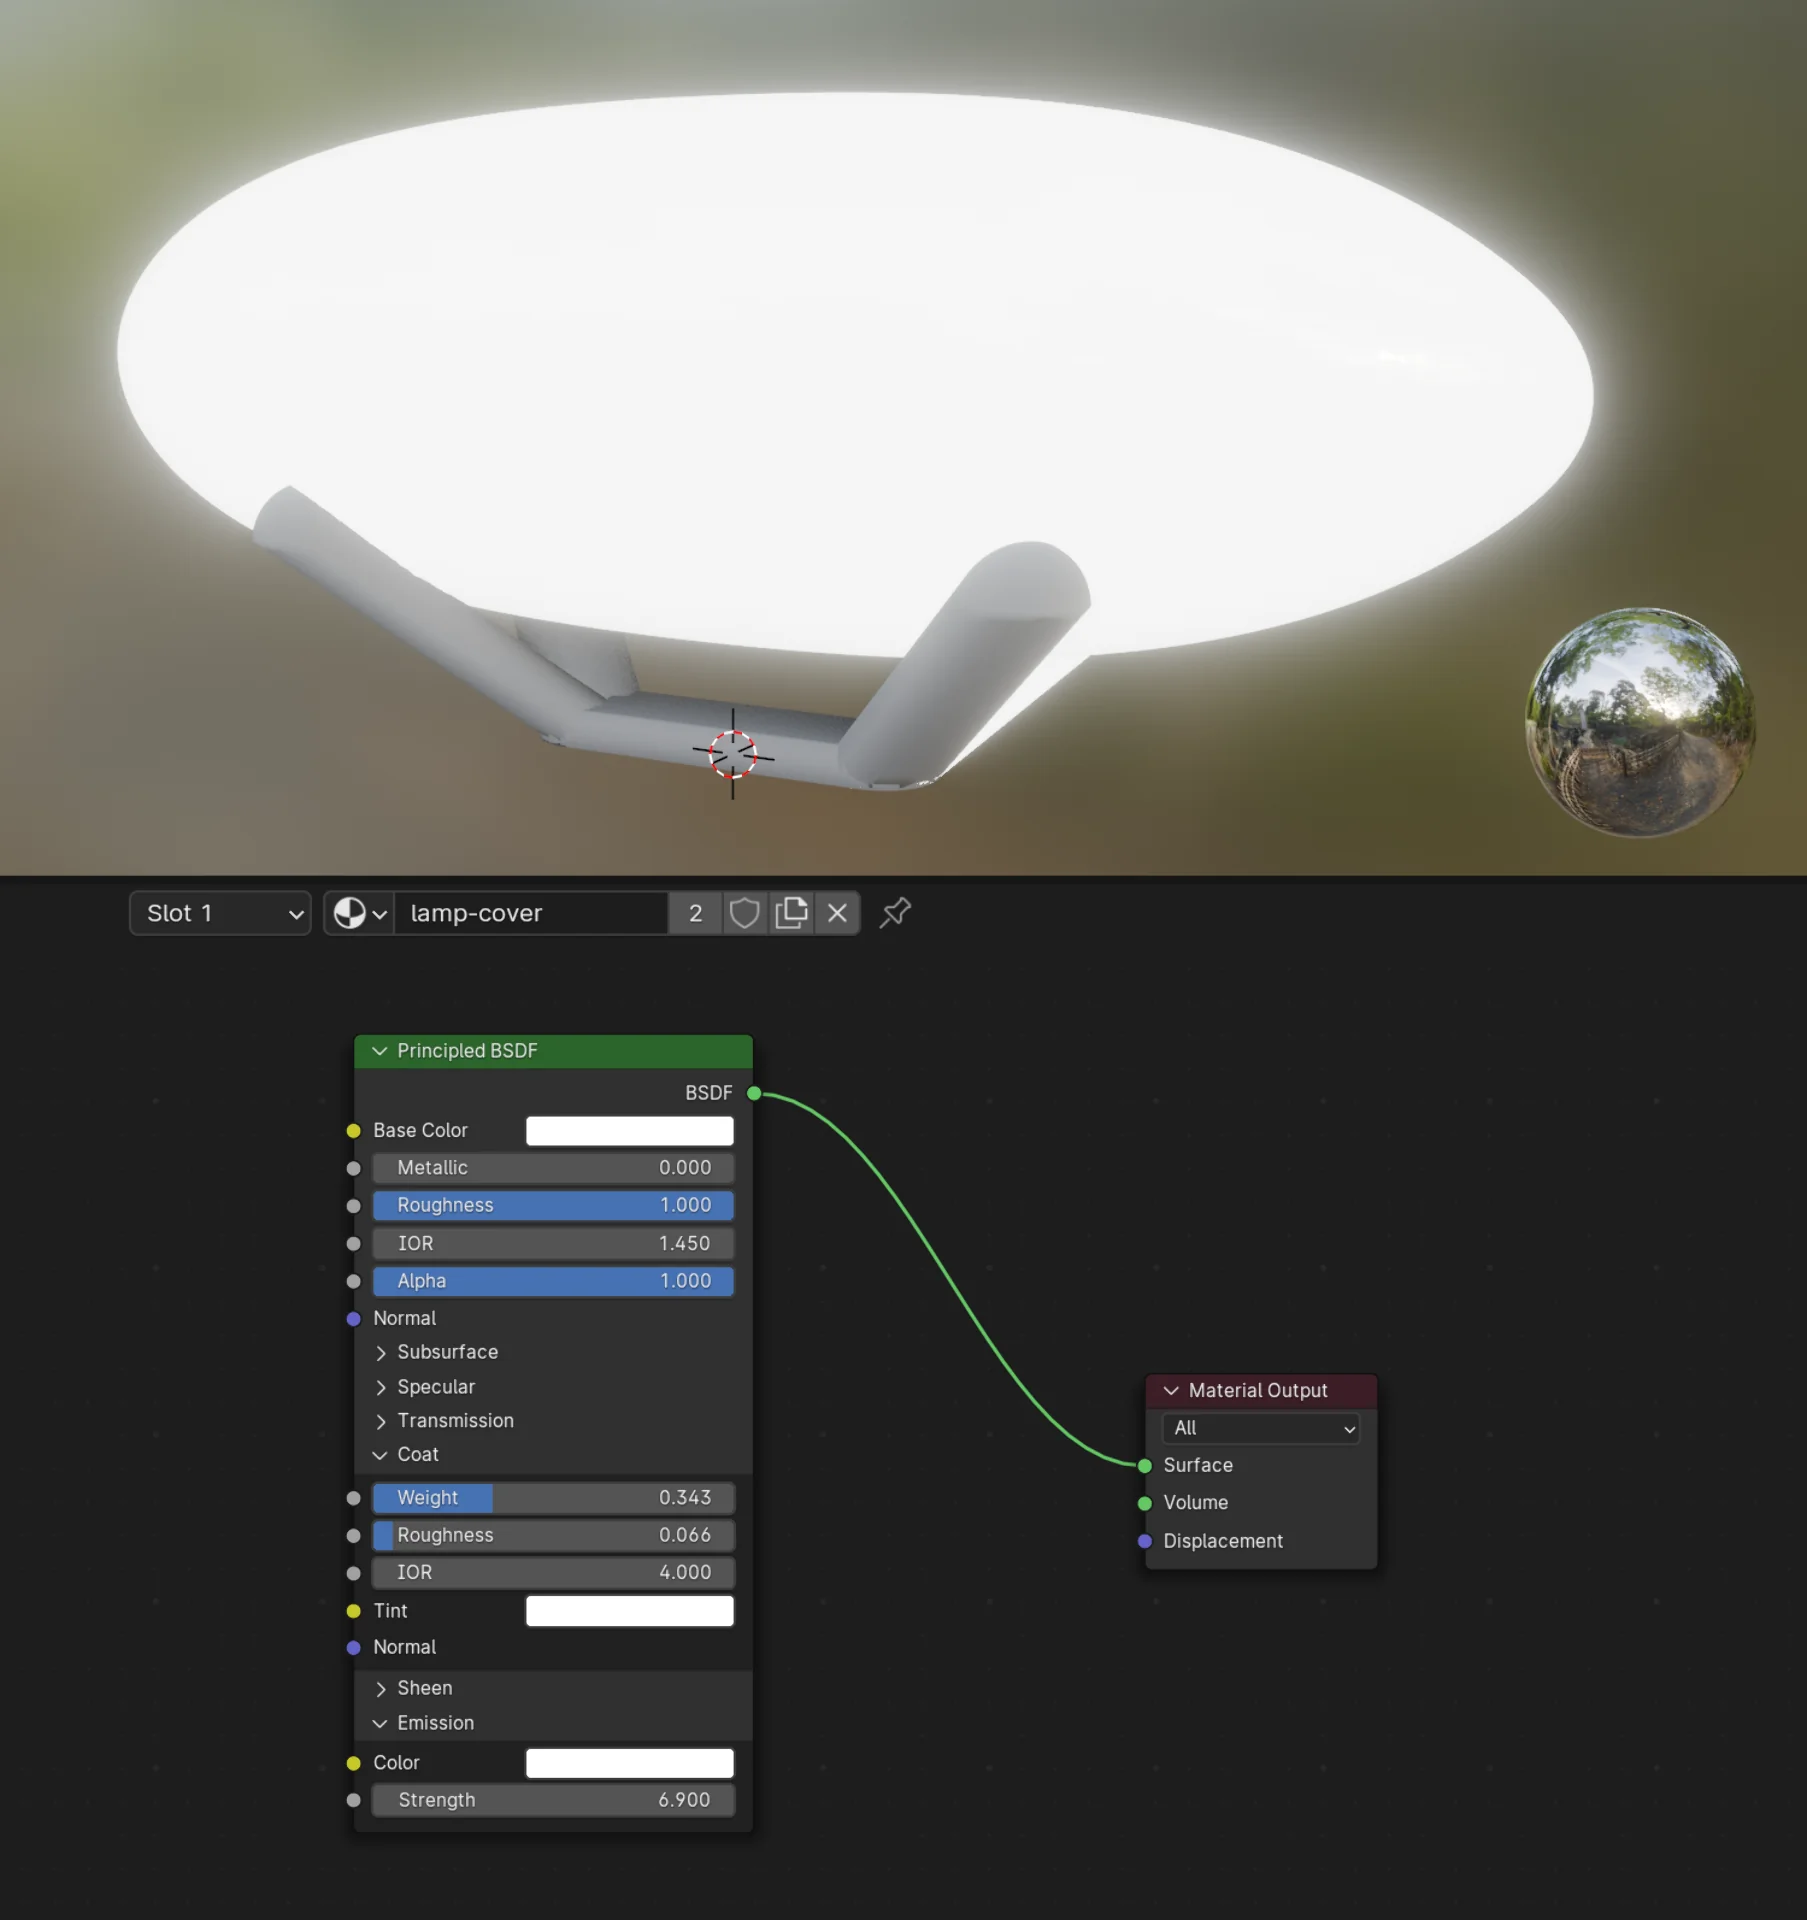 Slot 1
lamp-cover
2
Principled BSDF
BSDF
Base Color
Metallic 0.000
Roughness 1.000
IOR 1.450
Alpha 1.000
Normal
Subsurface
Specular
Transmission
Coat
Weight 0.343
Roughness 0.066
IOR 4.000
Tint
Normal
Sheen
Emission
Color
Strength 6.900
Material Output
All
Surface
Volume
Displacement